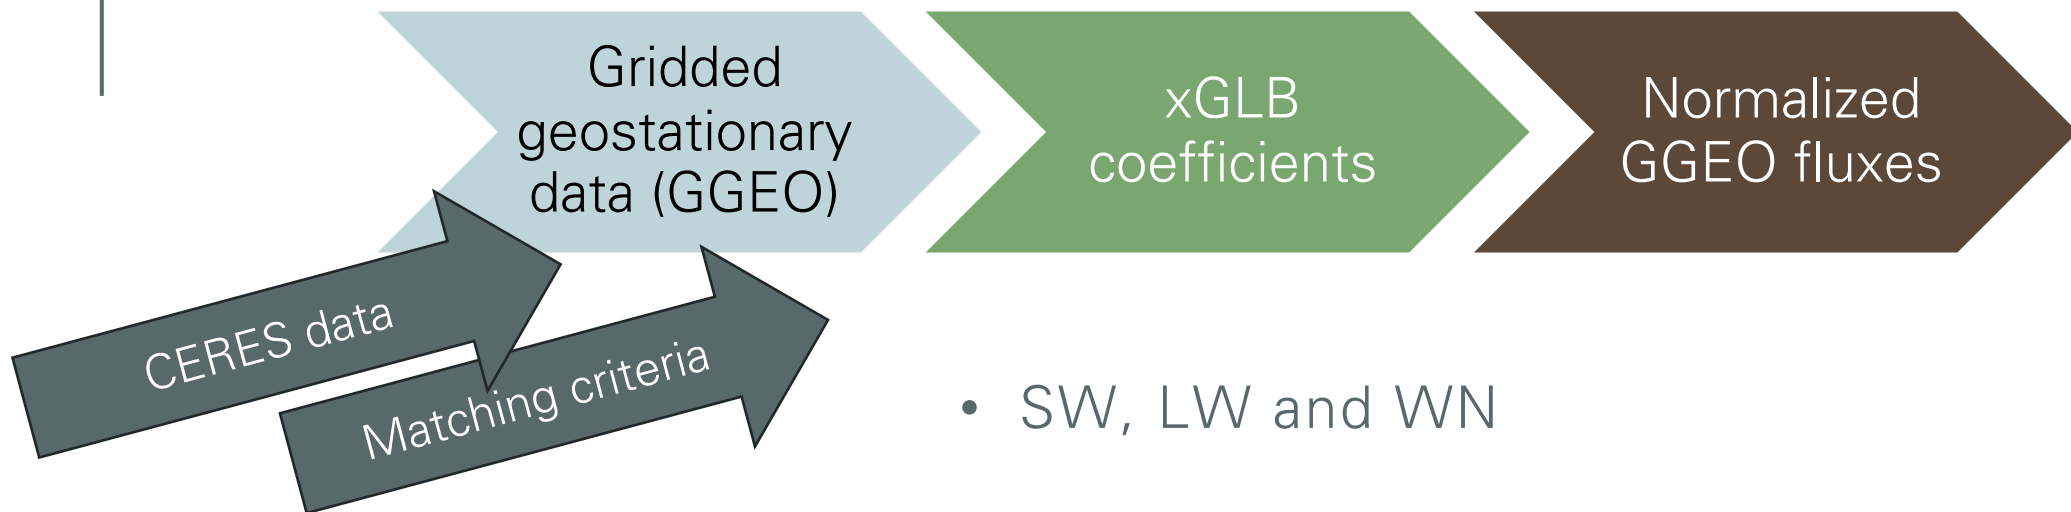 Gridded
geostationary
data (GGEO)
xGLB
coefficients
Normalized
GGEO fluxes
CERES data
Matching criteria
• SW, LW and WN